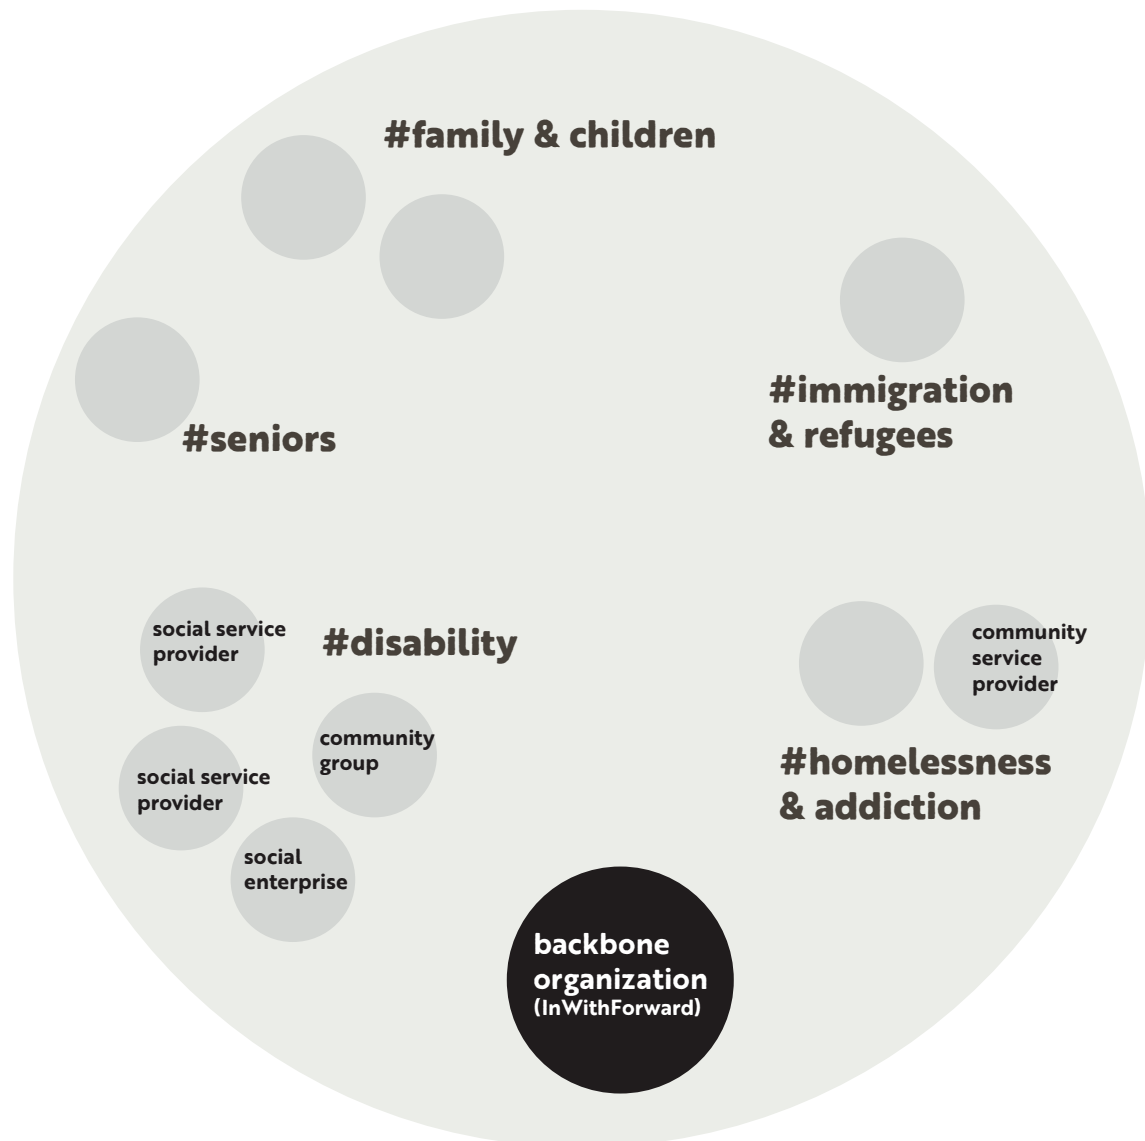 #family & children
#immigration
& refugees
#seniors
social service
provider
#disability
community
service
provider
community
group
social service
provider
#homelessness
& addiction
social
enterprise
backbone
organization
(InWithForward)